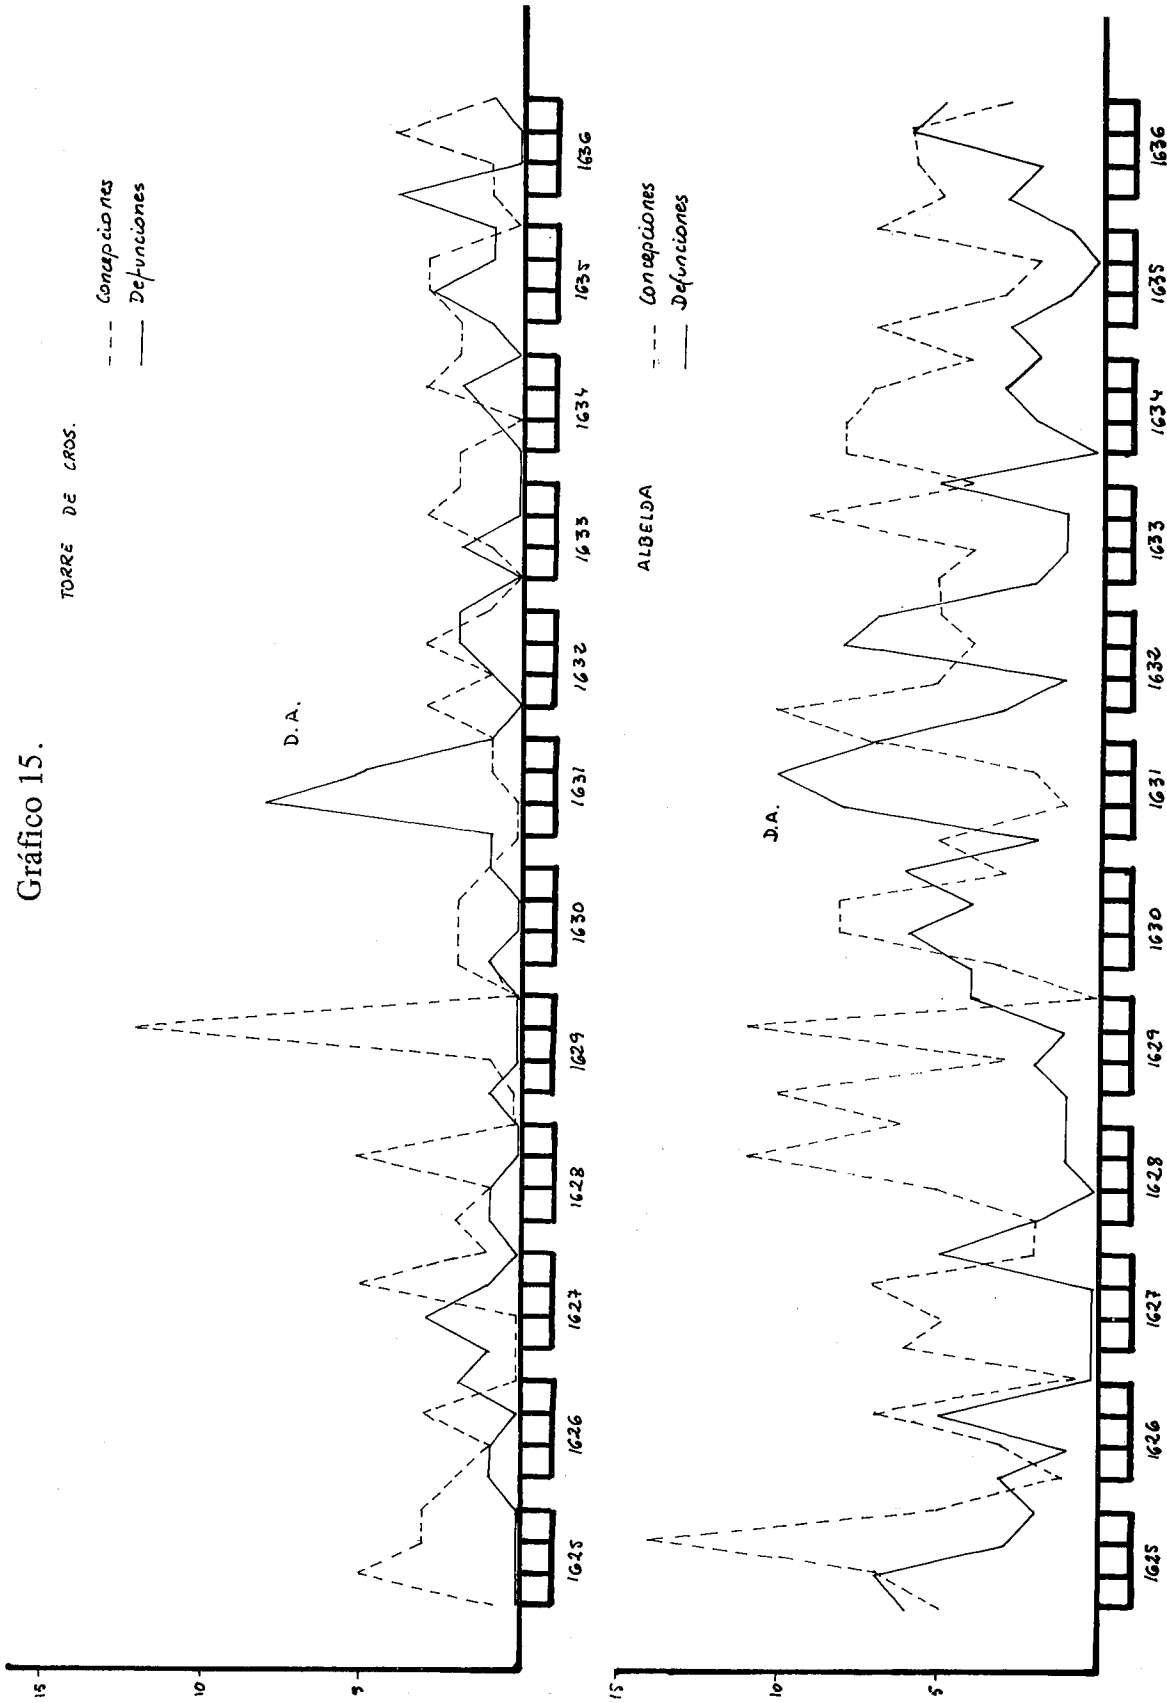 Gráfico 15.
TORRE DE CROS.
--- Concepciones
— Defunciones
D.A.
15
10
5
1625 1626 1627 1628 1629 1630 1631 1632 1633 1634 1635 1636
ALBELDA
--- Concepciones
— Defunciones
D.A.
15
10
5
1625 1626 1627 1628 1629 1630 1631 1632 1633 1634 1635 1636